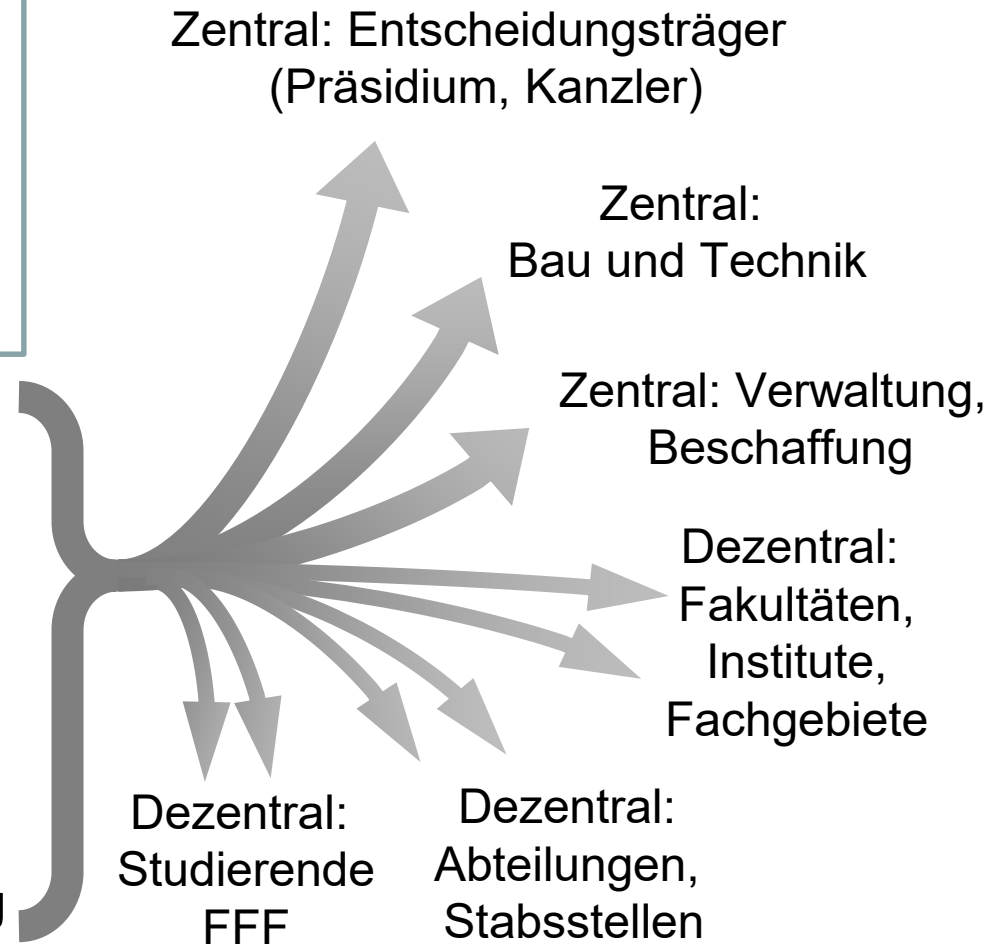 Zentral: Entscheidungsträger
(Präsidium, Kanzler)
Zentral:
Bau und Technik
Zentral: Verwaltung,
Beschaffung
Dezentral:
Fakultäten,
Institute,
Fachgebiete
Dezentral:
Abteilungen,
Stabsstellen
Dezentral:
Studierende
FFF